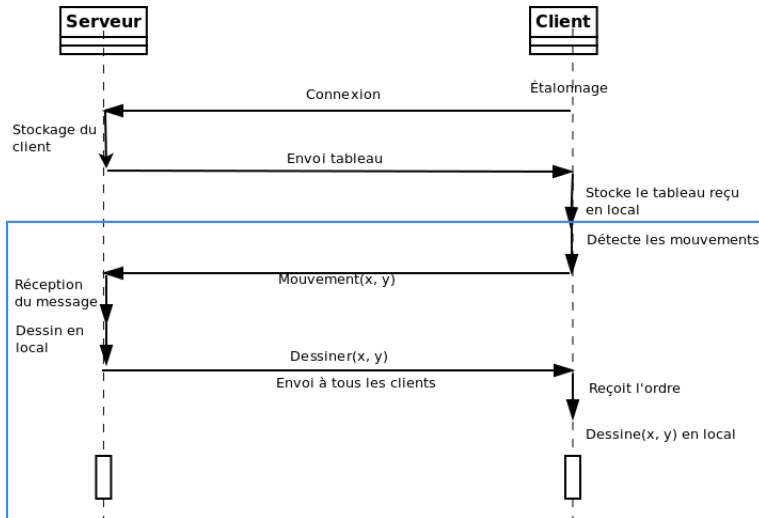 Serveur
Client
Étalonnage
Connexion
Stockage du
client
Envoi tableau
Stocke le tableau reçu
en local
Détecte les mouvements
Mouvement(x, y)
Réception
du message
Dessin en
local
Dessiner(x, y)
Envoi à tous les clients
Reçoit l'ordre
Dessine(x, y) en local